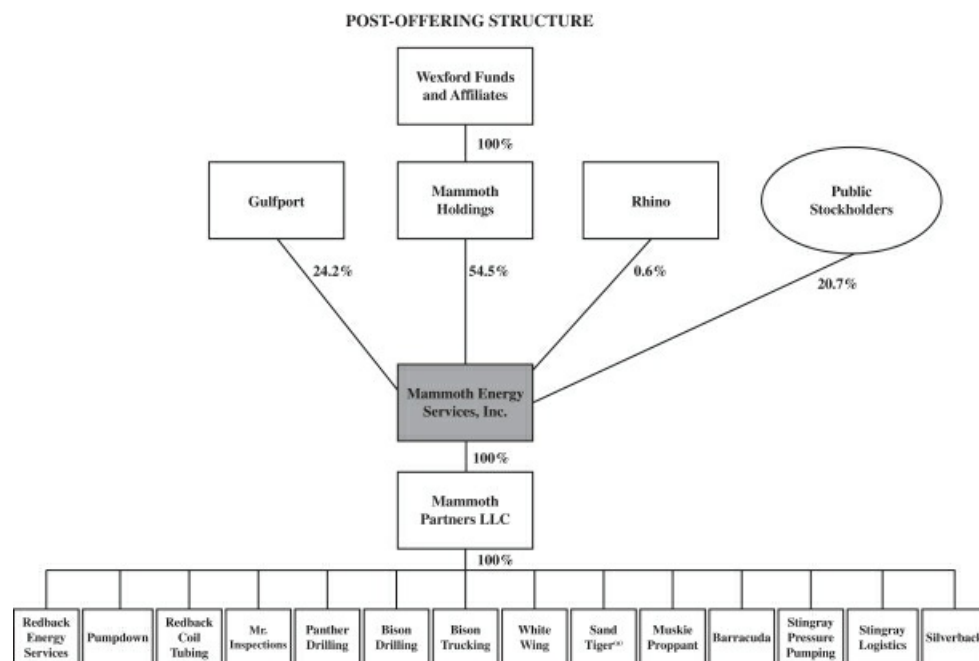 POST-OFFERING STRUCTURE
Wexford Funds
and Affiliates
100%
Gulfport
Mammoth
Holdings
Rhino
Public
Stockholders
24.2%
54.5%
0.6%
20.7%
Mammoth Energy
Services, Inc.
100%
Mammoth
Partners LLC
100%
Redback
Energy
Services
Pumpdown
Redback
Coil
Tubing
Mr.
Inspections
Panther
Drilling
Bison
Drilling
Bison
Trucking
White
Wing
Sand
Tiger
Muskie
Proppant
Barracuda
Stingray
Pressure
Pumping
Stingray
Logistics
Silverback